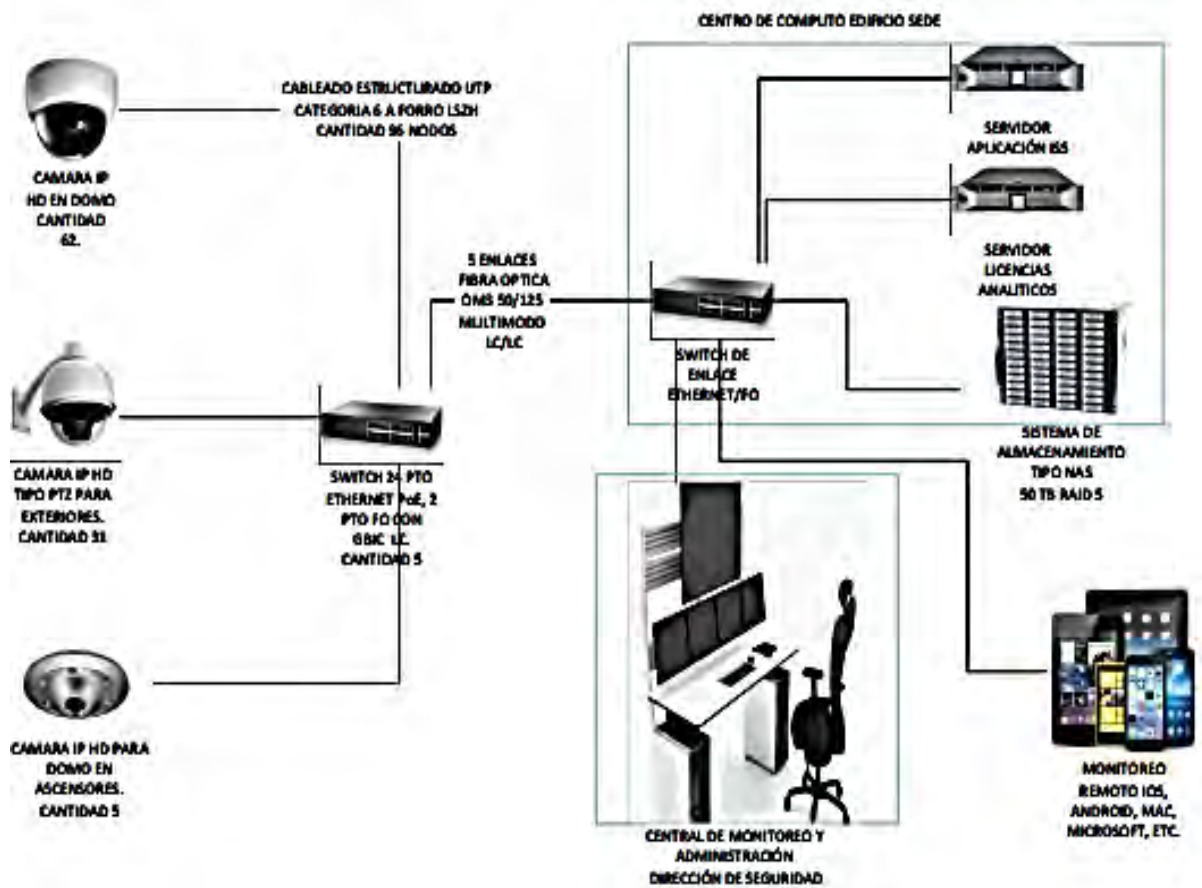 CENTRO DE COMPUTO EDIFICIO SEDE
CABLEADO ESTRUCTURADO UTP
CATEGORIA 6 A FORRO LSZH
CANTIDAD 96 NODOS
CAMARA IP
HD EN DOMO
CANTIDAD
62.
SERVIDOR
APLICACIÓN ISS
SERVIDOR
LICENCIAS
ANALITICOS
5 ENLACES
FIBRA OPTICA
OM3 50/125
MULTIMODO
LC/LC
SWITCH DE
ENLACE
ETHERNET/FO
SISTEMA DE
ALMACENAMIENTO
TIPO NAS
50 TB RAID 5
CAMARA IP HD
TIPO PTZ PARA
EXTERIORES.
CANTIDAD 31
SWITCH 24 PTO
ETHERNET PoE, 2
PTO FO CON
GBIC LC.
CANTIDAD 5
CAMARA IP HD PARA
DOMO EN
ASCENSORES.
CANTIDAD 5
MONITOREO
REMOTO IOS,
ANDROID, MAC,
MICROSOFT, ETC.
CENTRAL DE MONITOREO Y
ADMINISTRACIÓN
DIRECCIÓN DE SEGURIDAD